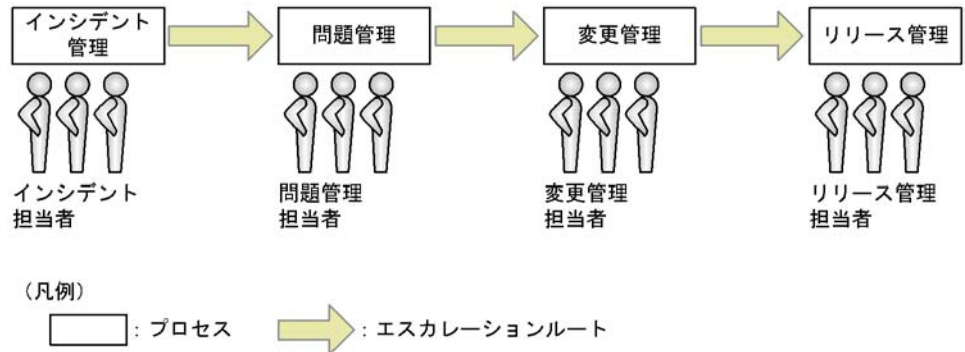 インシデント
管理
問題管理
変更管理
リリース管理
インシデント
担当者
問題管理
担当者
変更管理
担当者
リリース管理
担当者
（凡例）
：プロセス
：エスカレーションルート